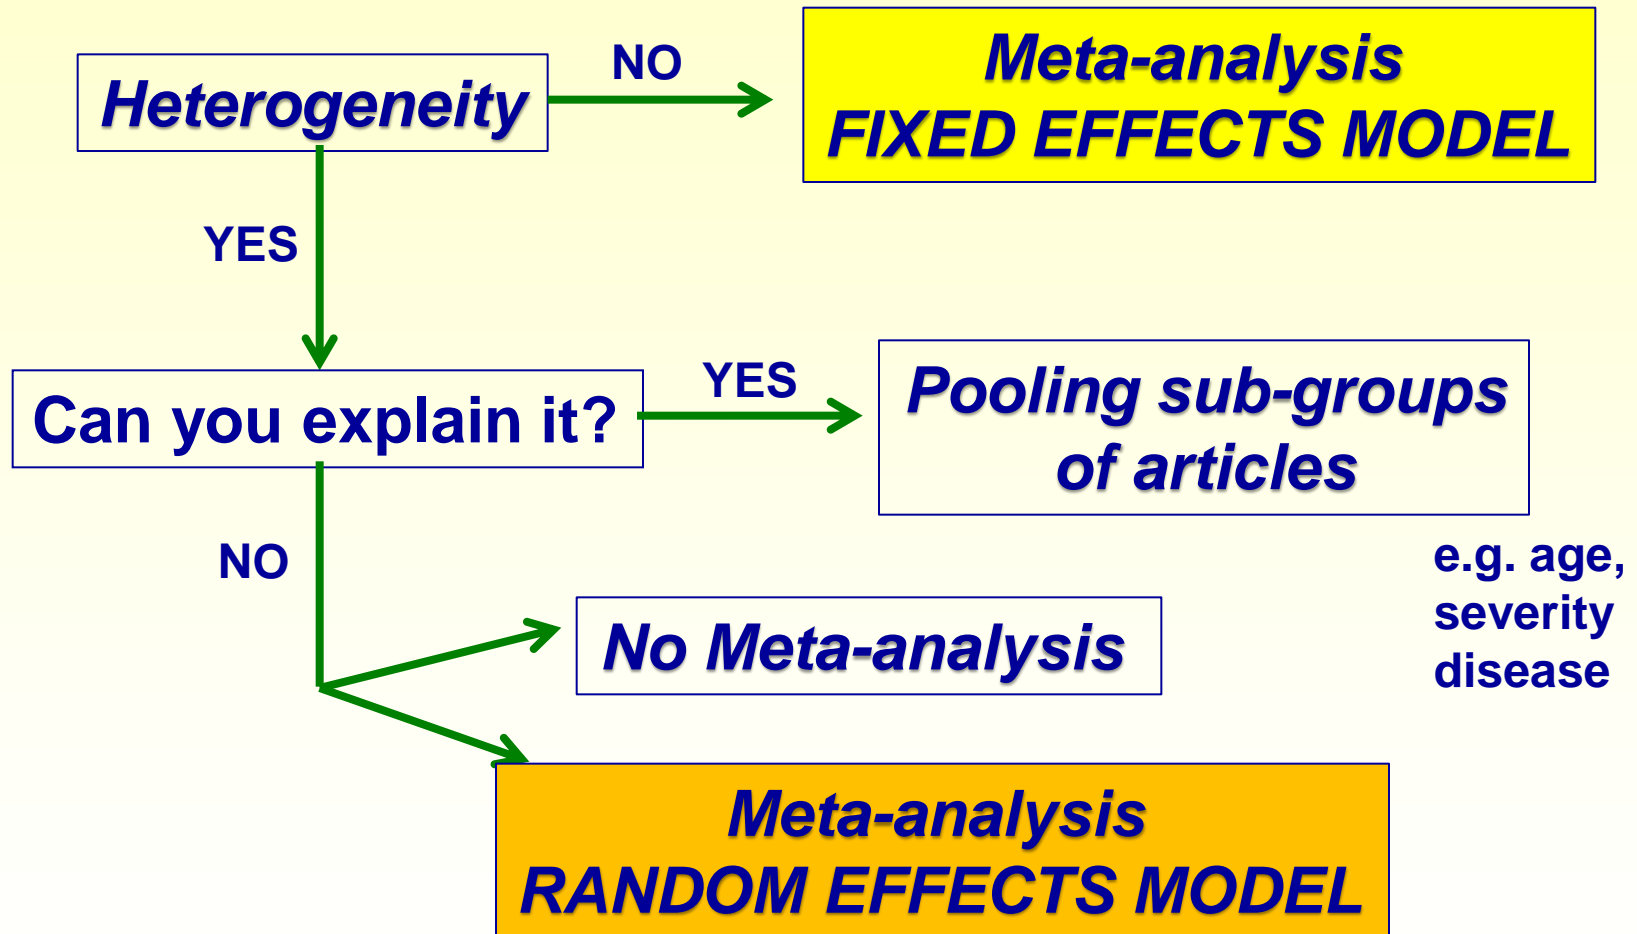 Heterogeneity
NO
Meta-analysis
FIXED EFFECTS MODEL
YES
Can you explain it?
YES
Pooling sub-groups
of articles
e.g. age,
severity
disease
NO
No Meta-analysis
Meta-analysis
RANDOM EFFECTS MODEL